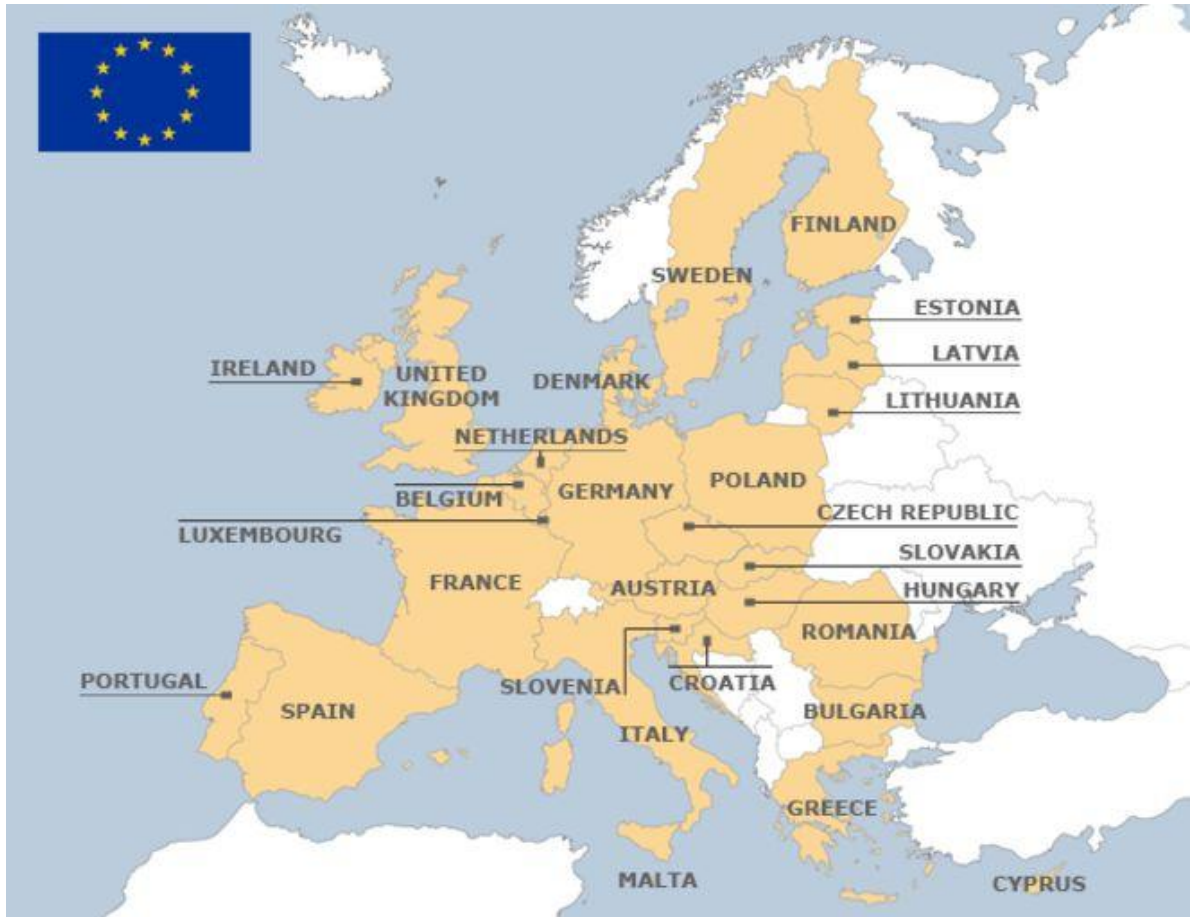 FINLAND
SWEDEN
ESTONIA
LATVIA
IRELAND
UNITED
KINGDOM
DENMARK
LITHUANIA
NETHERLANDS
BELGIUM
GERMANY
POLAND
CZECH REPUBLIC
LUXEMBOURG
SLOVAKIA
FRANCE
AUSTRIA
HUNGARY
ROMANIA
PORTUGAL
SLOVENIA
CROATIA
SPAIN
BULGARIA
ITALY
GREECE
MALTA
CYPRUS